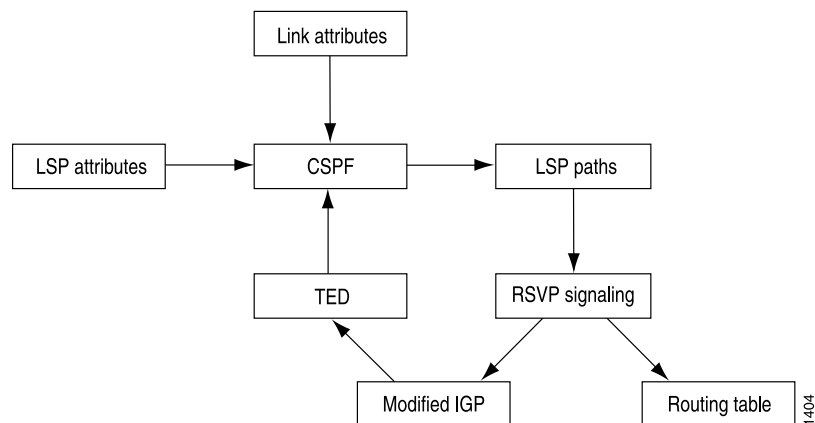 Link attributes
LSP attributes
CSPF
LSP paths
TED
RSVP signaling
Modified IGP
Routing table
1404